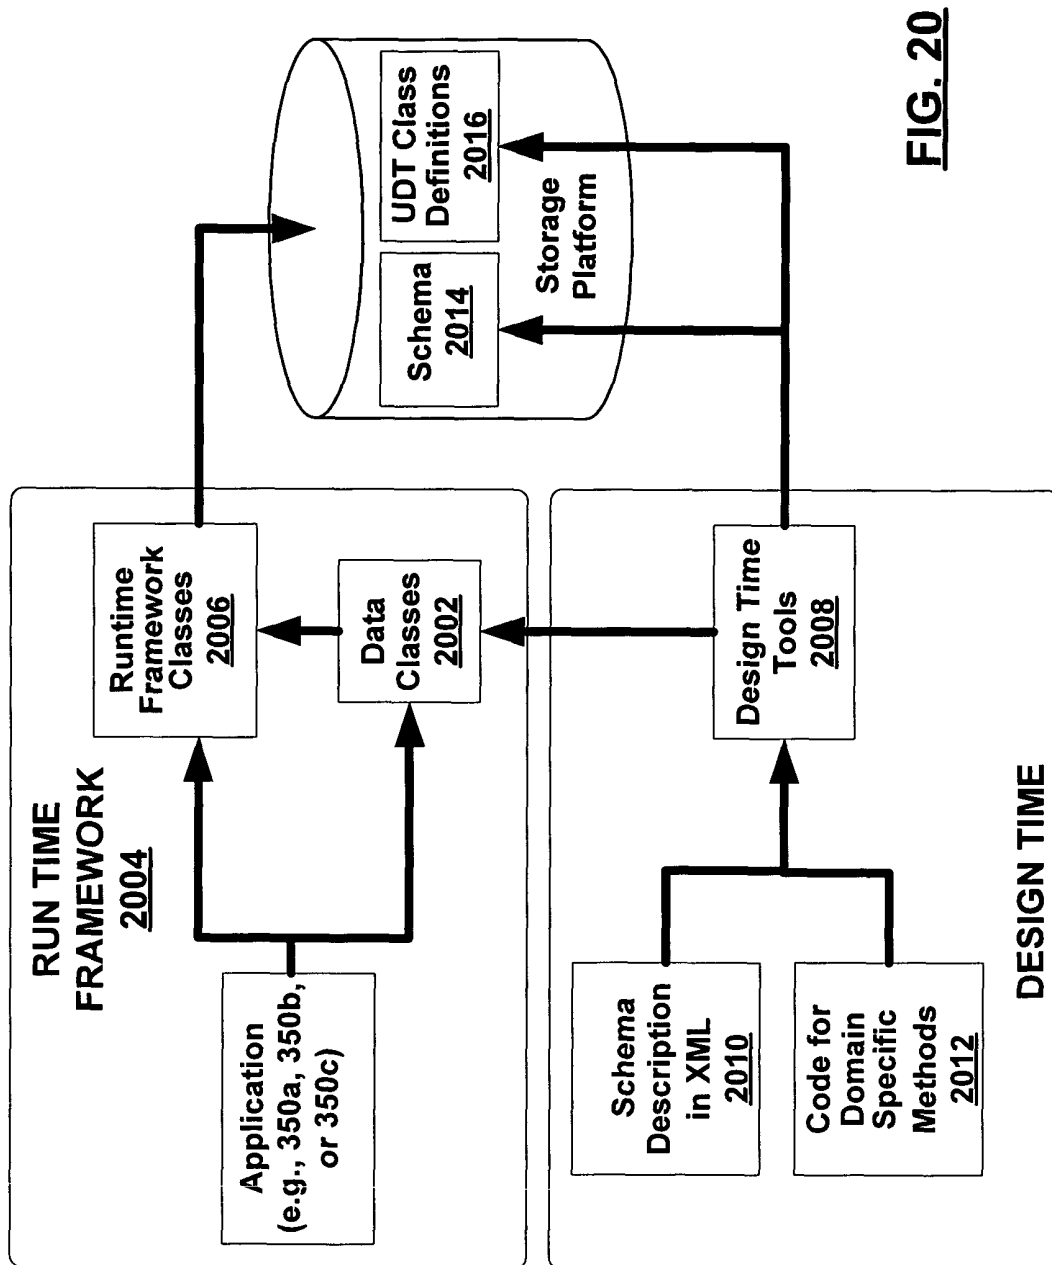 RUN TIME
FRAMEWORK
2004
Application
(e.g., 350a, 350b,
or 350c)
Runtime
Framework
Classes
2006
Data
Classes
2002
Schema
Description
in XML
2010
Code for
Domain
Specific
Methods
2012
Design Time
Tools
2008
DESIGN TIME
Schema
2014
UDT Class
Definitions
2016
Storage
Platform
FIG. 20